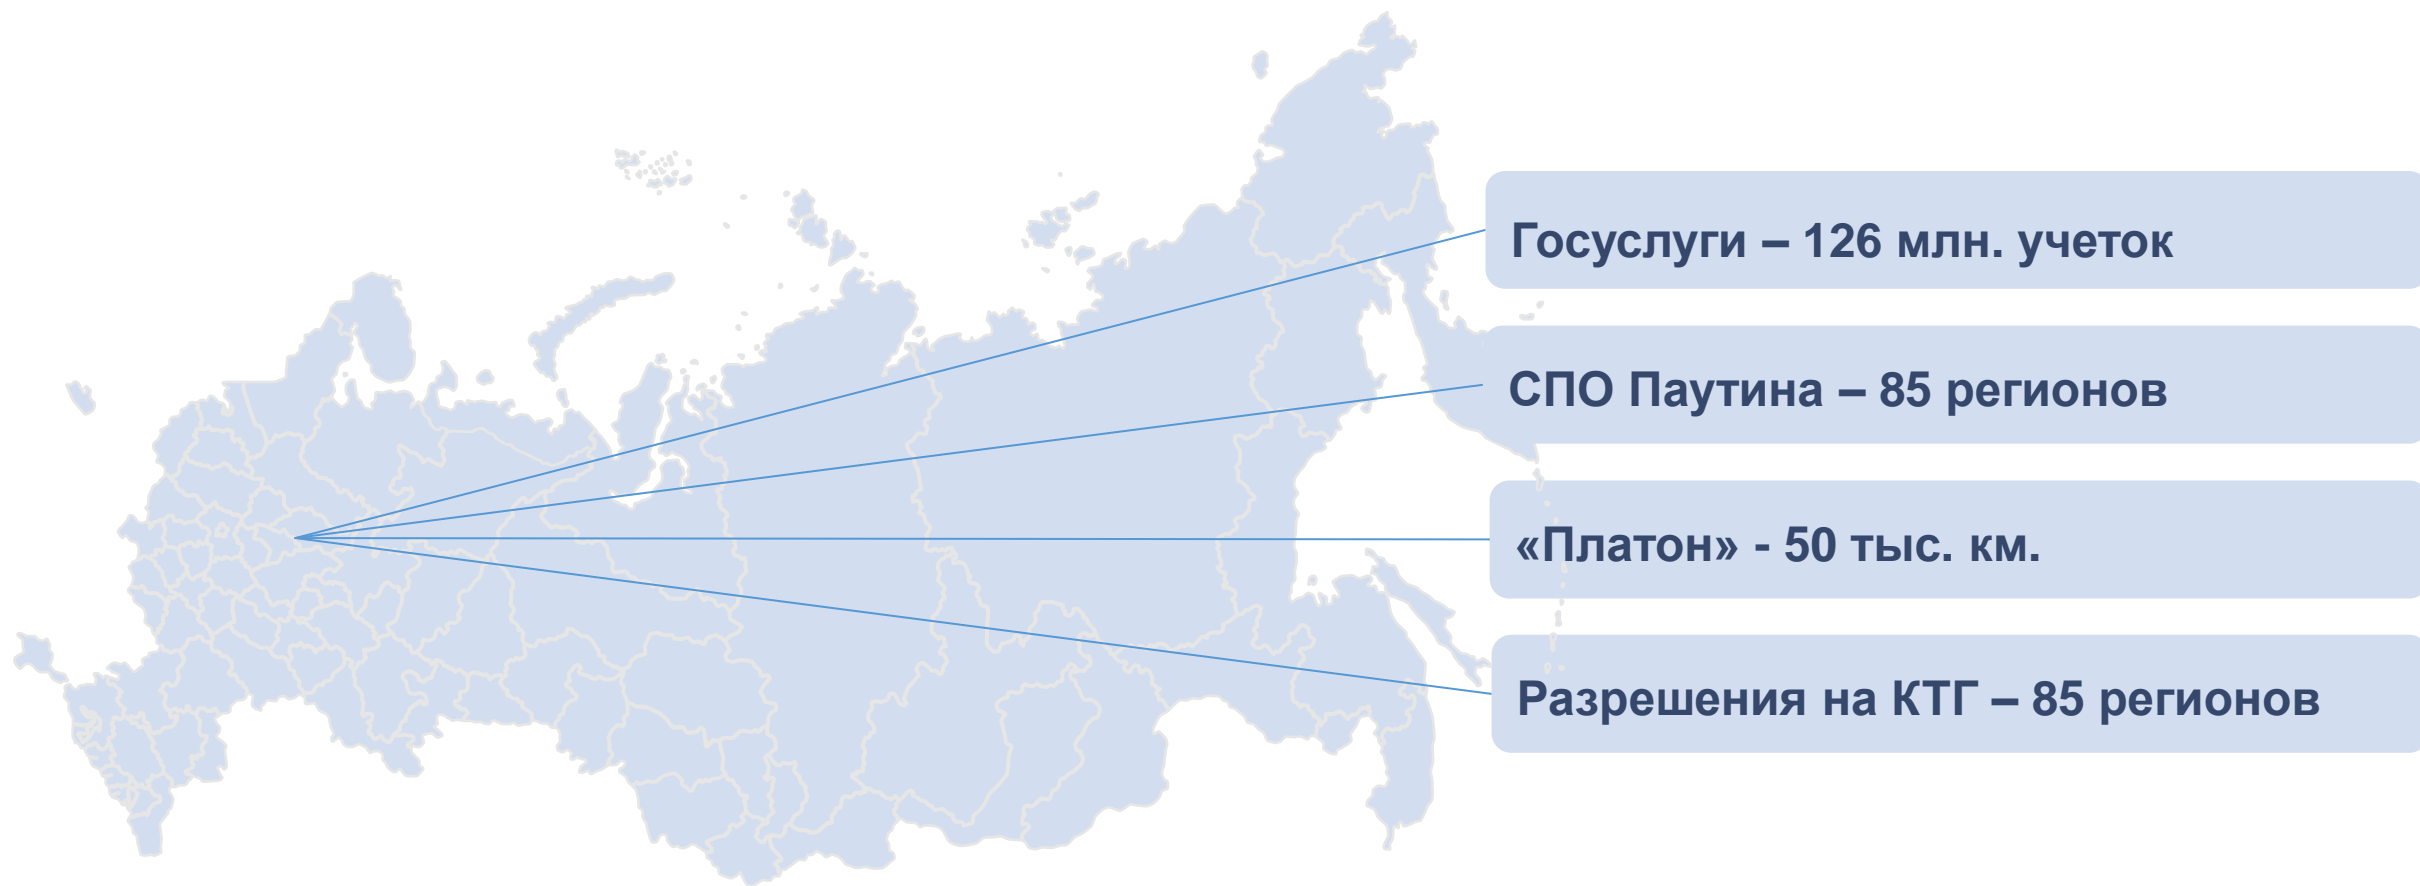 Госуслуги – 126 млн. учеток
СПО Паутина – 85 регионов
«Платон» - 50 тыс. км.
Разрешения на КТГ – 85 регионов